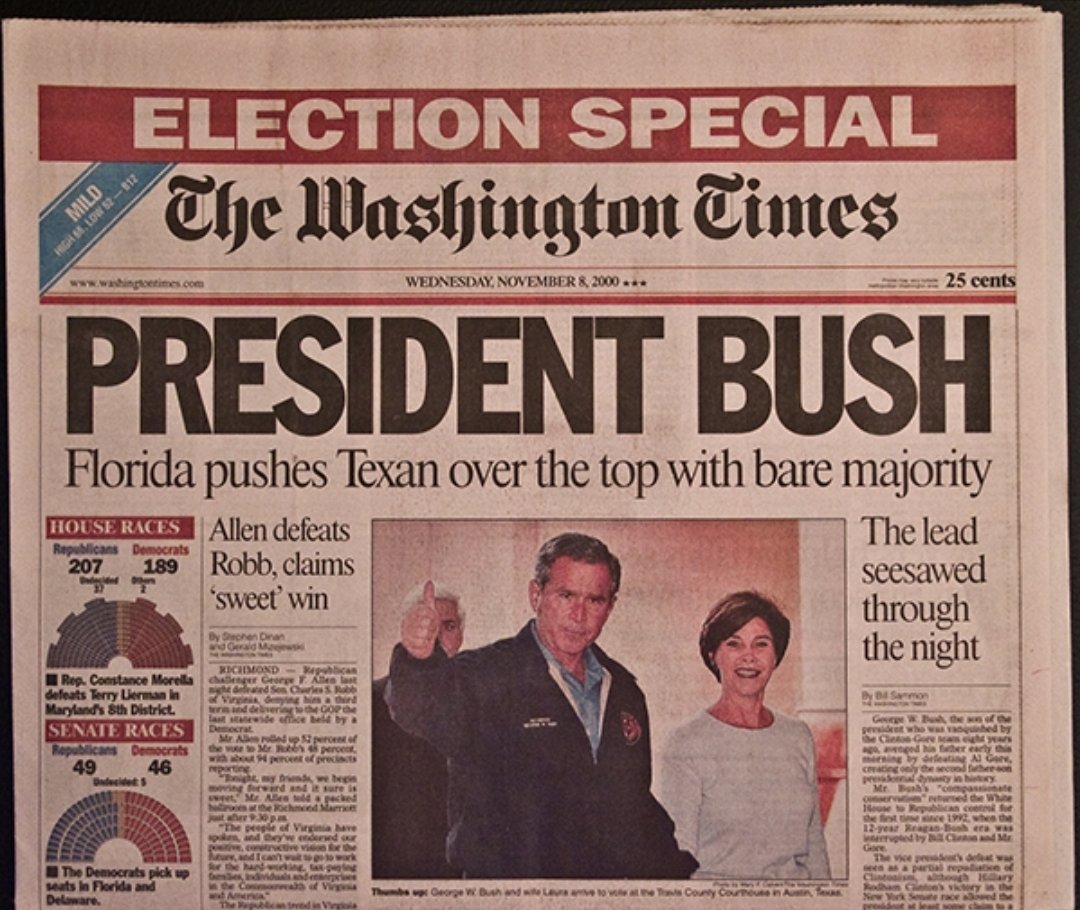 ELECTION SPECIAL
MILD
The Washington Times
www.washingtontimes.com
WEDNESDAY, NOVEMBER 8, 2000 ★★★
25 cents
PRESIDENT BUSH
Florida pushes Texan over the top with bare majority
HOUSE RACES
Republicans Democrats
207 189
Undecided Others
37 2
■ Rep. Constance Morella
defeats Terry Lierman in
Maryland's 8th District.
SENATE RACES
Republicans Democrats
49 46
Undecided: 5
■ The Democrats pick up
seats in Florida and
Delaware.
Allen defeats
Robb, claims
'sweet' win
By Stephen Dinan
and Gerald Mizejewski
THE WASHINGTON TIMES
RICHMOND — Republican
challenger George F. Allen last
night defeated Sen. Charles S. Robb
of Virginia, denying him a third
term and delivering to the GOP the
last statewide office held by a
Democrat.
Mr. Allen rolled up 52 percent of
the vote to Mr. Robb's 48 percent,
with about 94 percent of precincts
reporting.
"Tonight, my friends, we begin
moving forward and it sure is
sweet," Mr. Allen told a packed
ballroom at the Richmond Marriott
just after 9:30 p.m.
"The people of Virginia have
spoken, and they've endorsed our
positive, constructive vision for the
future, and I can't wait to go to work
for the hard-working, tax-paying
families, individuals and enterprises
in the Commonwealth of Virginia
and America."
The Republican trend in Virginia
Thumbs up: George W. Bush and wife Laura arrive to vote at the Travis County Courthouse in Austin, Texas.
The lead
seesawed
through
the night
By Bill Sammon
THE WASHINGTON TIMES
George W. Bush, the son of the
president who was vanquished by
the Clinton-Gore team eight years
ago, avenged his father early this
morning by defeating Al Gore,
creating only the second father-son
presidential dynasty in history.
Mr. Bush's "compassionate
conservatism" returned the White
House to Republican control for
the first time since 1992, when the
12-year Reagan-Bush era was
interrupted by Bill Clinton and Mr.
Gore.
The vice president's defeat was
seen as a partial repudiation of
Clintonism, although Hillary
Rodham Clinton's victory in the
New York Senate race allowed the
president at least some claim to a